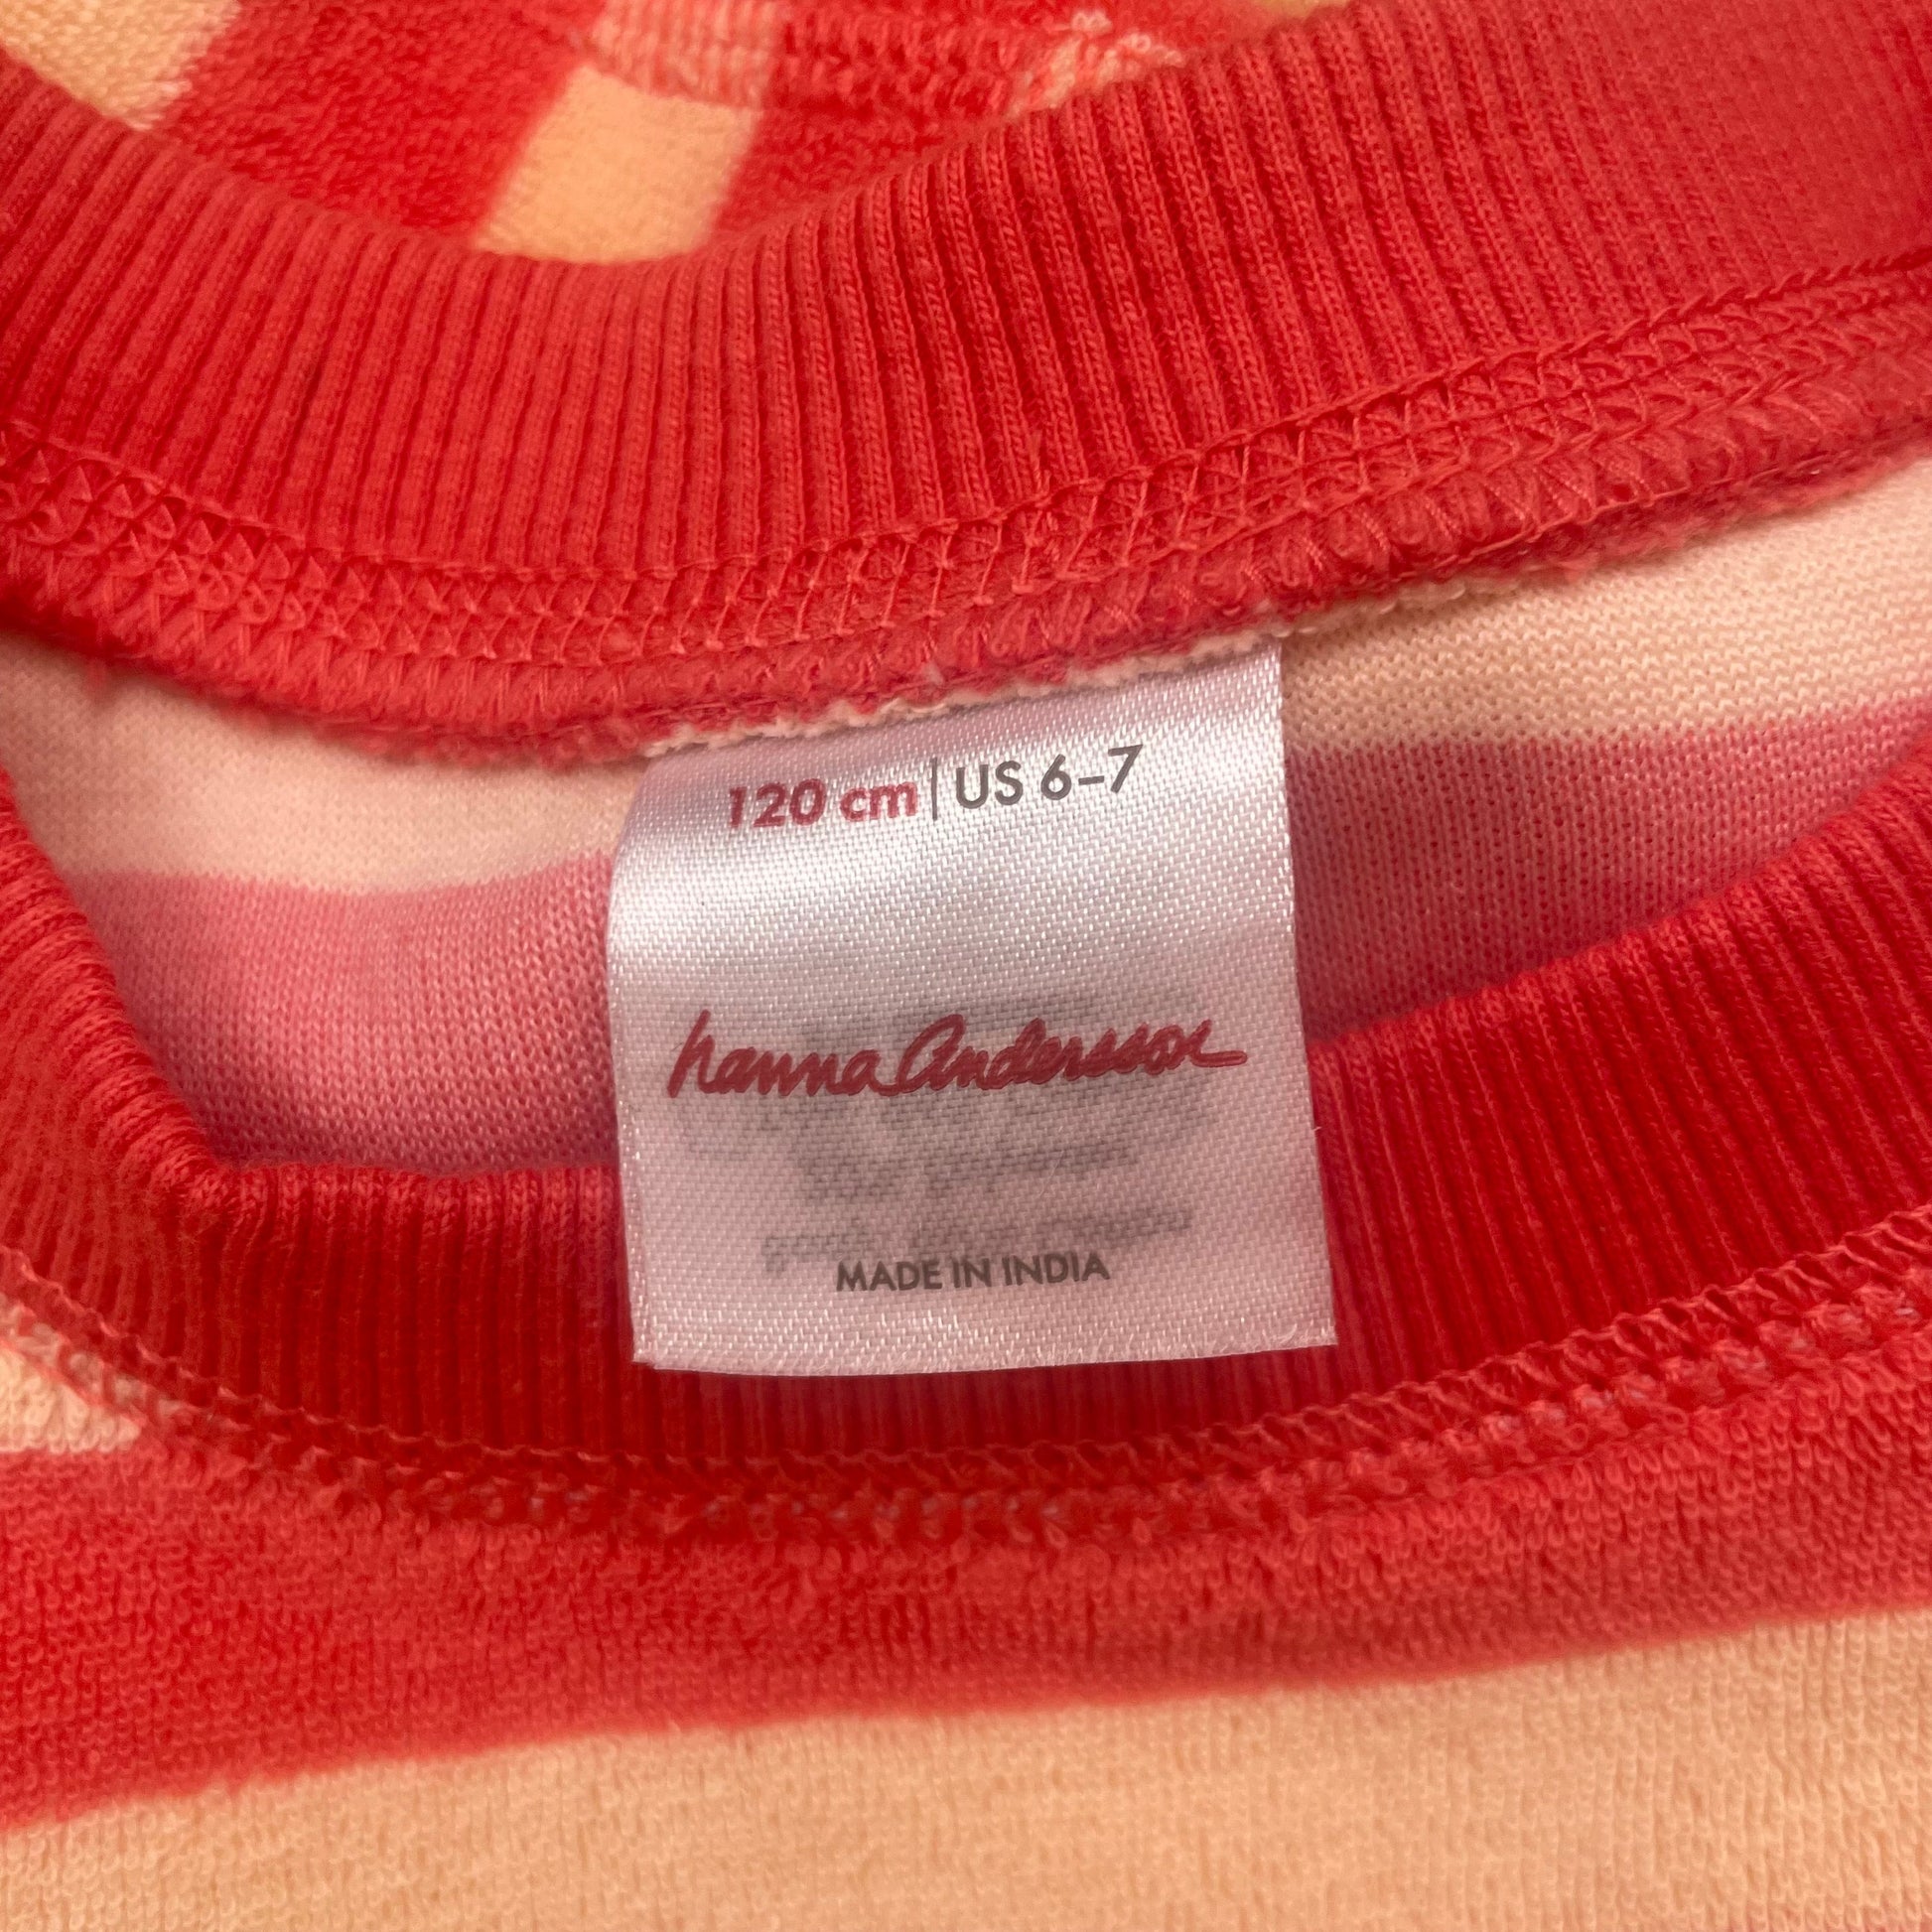 120 cm | US 6–7
hanna Andersson
MADE IN INDIA